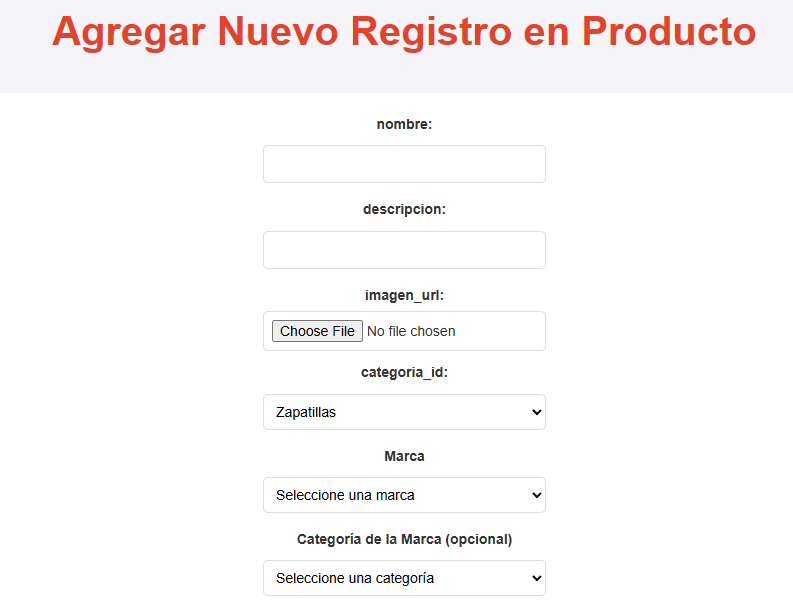 Agregar Nuevo Registro en Producto
nombre:
descripcion:
imagen_url:
Choose File No file chosen
categoria_id:
Zapatillas
Marca
Seleccione una marca
Categoría de la Marca (opcional)
Seleccione una categoría